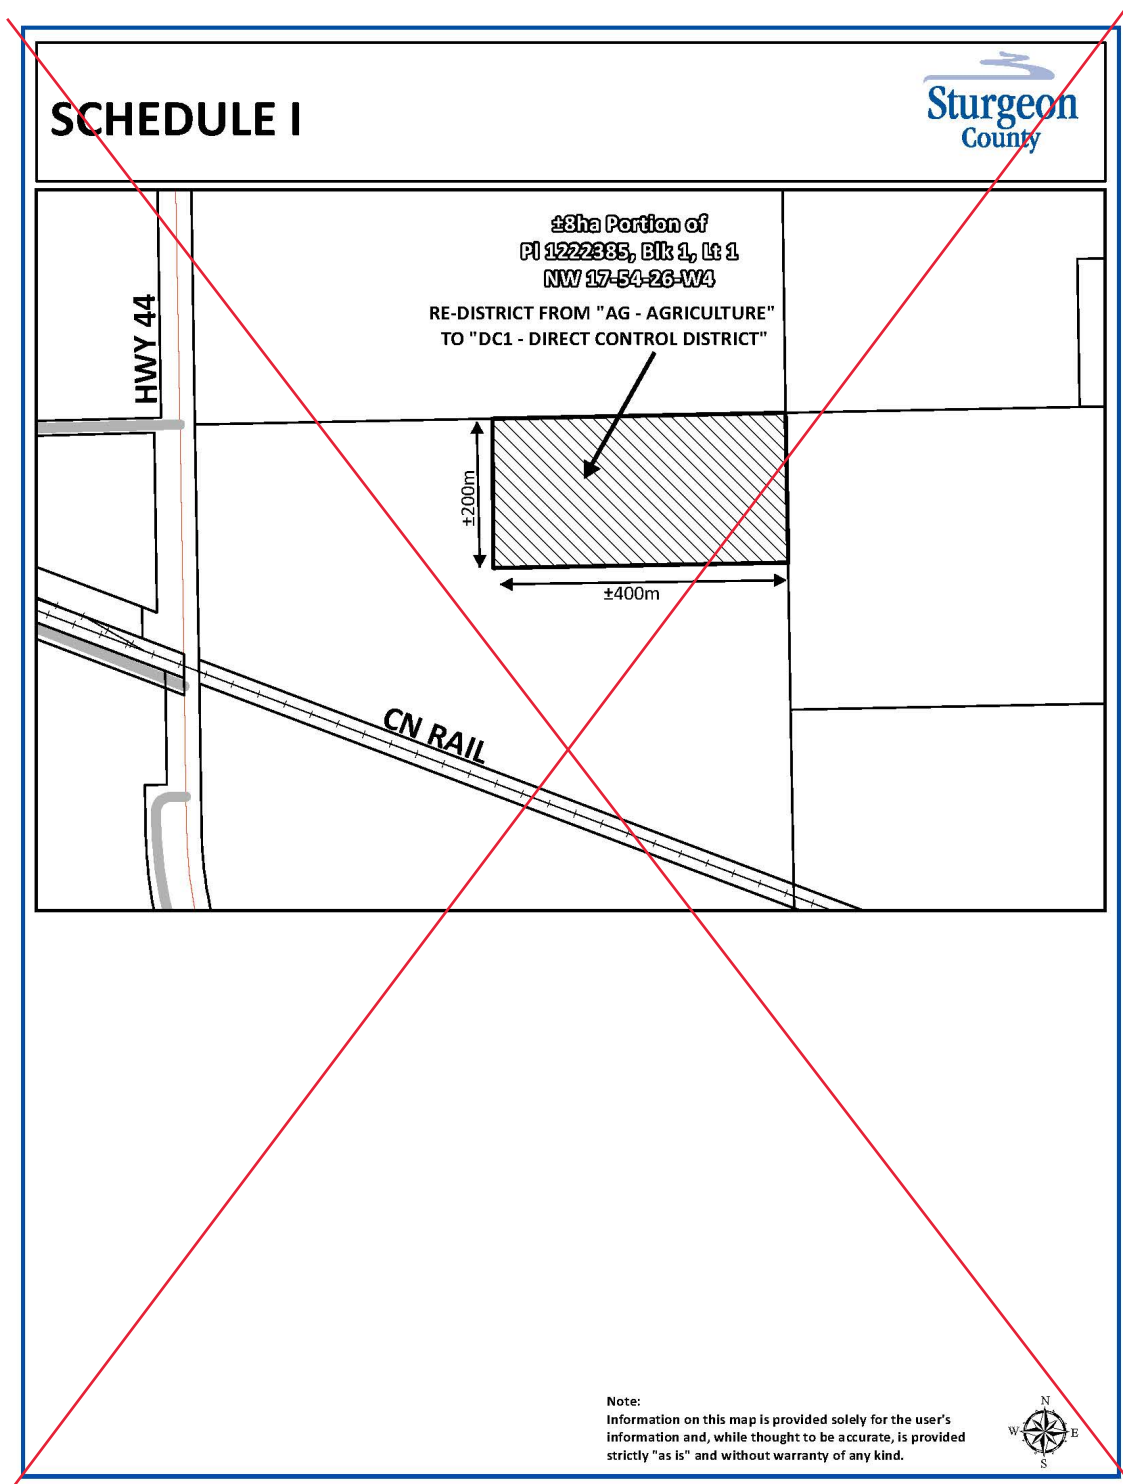 SCHEDULE I
Sturgeon
County
±8ha Portion of
Pl 1222385, Blk 1, Lt 1
NW 17-54-26-W4
RE-DISTRICT FROM "AG - AGRICULTURE"
TO "DC1 - DIRECT CONTROL DISTRICT"
HWY 44
±200m
±400m
CN RAIL
Note:
Information on this map is provided solely for the user's
information and, while thought to be accurate, is provided
strictly "as is" and without warranty of any kind.
N
W
E
S